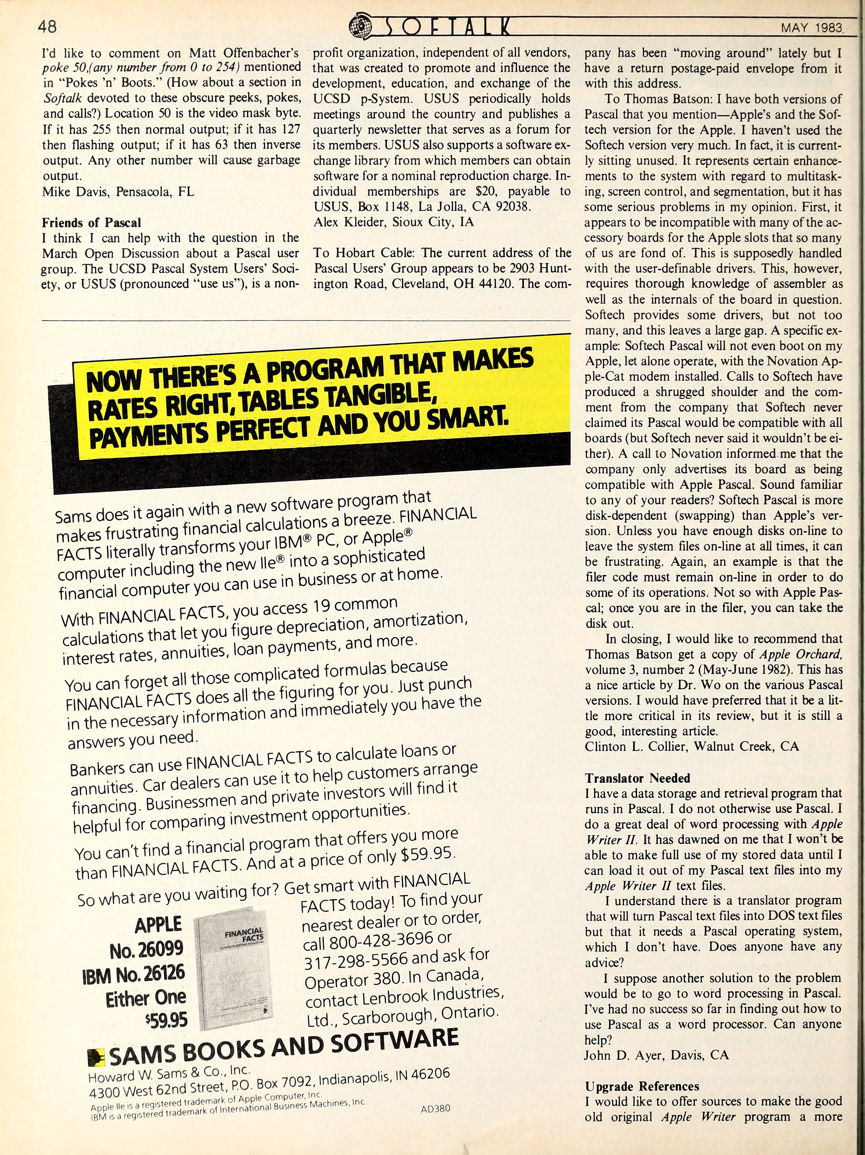 48
SOFTALK
MAY 1983
I'd like to comment on Matt Offenbacher's
poke 50,(any number from 0 to 254) mentioned
in "Pokes 'n' Boots." (How about a section in
Softalk devoted to these obscure peeks, pokes,
and calls?) Location 50 is the video mask byte.
If it has 255 then normal output; if it has 127
then flashing output; if it has 63 then inverse
output. Any other number will cause garbage
output.
Mike Davis, Pensacola, FL
Friends of Pascal
I think I can help with the question in the
March Open Discussion about a Pascal user
group. The UCSD Pascal System Users' Soci-
ety, or USUS (pronounced "use us"), is a non-
profit organization, independent of all vendors,
that was created to promote and influence the
development, education, and exchange of the
UCSD p-System. USUS periodically holds
meetings around the country and publishes a
quarterly newsletter that serves as a forum for
its members. USUS also supports a software ex-
change library from which members can obtain
software for a nominal reproduction charge. In-
dividual memberships are $20, payable to
USUS, Box 1148, La Jolla, CA 92038.
Alex Kleider, Sioux City, IA
To Hobart Cable: The current address of the
Pascal Users' Group appears to be 2903 Hunt-
ington Road, Cleveland, OH 44120. The com-
pany has been "moving around" lately but I
have a return postage-paid envelope from it
with this address.
To Thomas Batson: I have both versions of
Pascal that you mention—Apple's and the Sof-
tech version for the Apple. I haven't used the
Softech version very much. In fact, it is current-
ly sitting unused. It represents certain enhance-
ments to the system with regard to multitask-
ing, screen control, and segmentation, but it has
some serious problems in my opinion. First, it
appears to be incompatible with many of the ac-
cessory boards for the Apple slots that so many
of us are fond of. This is supposedly handled
with the user-definable drivers. This, however,
requires thorough knowledge of assembler as
well as the internals of the board in question.
Softech provides some drivers, but not too
many, and this leaves a large gap. A specific ex-
ample: Softech Pascal will not even boot on my
Apple, let alone operate, with the Novation Ap-
ple-Cat modem installed. Calls to Softech have
produced a shrugged shoulder and the com-
ment from the company that Softech never
claimed its Pascal would be compatible with all
boards (but Softech never said it wouldn't be ei-
ther). A call to Novation informed me that the
company only advertises its board as being
compatible with Apple Pascal. Sound familiar
to any of your readers? Softech Pascal is more
disk-dependent (swapping) than Apple's ver-
sion. Unless you have enough disks on-line to
leave the system files on-line at all times, it can
be frustrating. Again, an example is that the
filer code must remain on-line in order to do
some of its operations. Not so with Apple Pas-
cal; once you are in the filer, you can take the
disk out.
In closing, I would like to recommend that
Thomas Batson get a copy of Apple Orchard,
volume 3, number 2 (May-June 1982). This has
a nice article by Dr. Wo on the various Pascal
versions. I would have preferred that it be a lit-
tle more critical in its review, but it is still a
good, interesting article.
Clinton L. Collier, Walnut Creek, CA
Translator Needed
I have a data storage and retrieval program that
runs in Pascal. I do not otherwise use Pascal. I
do a great deal of word processing with Apple
Writer II. It has dawned on me that I won't be
able to make full use of my stored data until I
can load it out of my Pascal text files into my
Apple Writer II text files.
I understand there is a translator program
that will turn Pascal text files into DOS text files
but that it needs a Pascal operating system,
which I don't have. Does anyone have any
advice?
I suppose another solution to the problem
would be to go to word processing in Pascal.
I've had no success so far in finding out how to
use Pascal as a word processor. Can anyone
help?
John D. Ayer, Davis, CA
Upgrade References
I would like to offer sources to make the good
old original Apple Writer program a more
NOW THERE'S A PROGRAM THAT MAKES
RATES RIGHT, TABLES TANGIBLE,
PAYMENTS PERFECT AND YOU SMART.
Sams does it again with a new software program that
makes frustrating financial calculations a breeze. FINANCIAL
FACTS literally transforms your IBM® PC, or Apple®
computer including the new IIe® into a sophisticated
financial computer you can use in business or at home.
With FINANCIAL FACTS, you access 19 common
calculations that let you figure depreciation, amortization,
interest rates, annuities, loan payments, and more.
You can forget all those complicated formulas because
FINANCIAL FACTS does all the figuring for you. Just punch
in the necessary information and immediately you have the
answers you need.
Bankers can use FINANCIAL FACTS to calculate loans or
annuities. Car dealers can use it to help customers arrange
financing. Businessmen and private investors will find it
helpful for comparing investment opportunities.
You can't find a financial program that offers you more
than FINANCIAL FACTS. And at a price of only $59.95.
So what are you waiting for? Get smart with FINANCIAL
FACTS today! To find your
nearest dealer or to order,
call 800-428-3696 or
317-298-5566 and ask for
Operator 380. In Canada,
contact Lenbrook Industries,
Ltd., Scarborough, Ontario.
APPLE
No. 26099
IBM No. 26126
Either One
$59.95
FINANCIAL
FACTS
SAMS BOOKS AND SOFTWARE
Howard W. Sams & Co., Inc.
4300 West 62nd Street, P.O. Box 7092, Indianapolis, IN 46206
Apple IIe is a registered trademark of Apple Computer, Inc.
IBM is a registered trademark of International Business Machines, Inc.
AD380